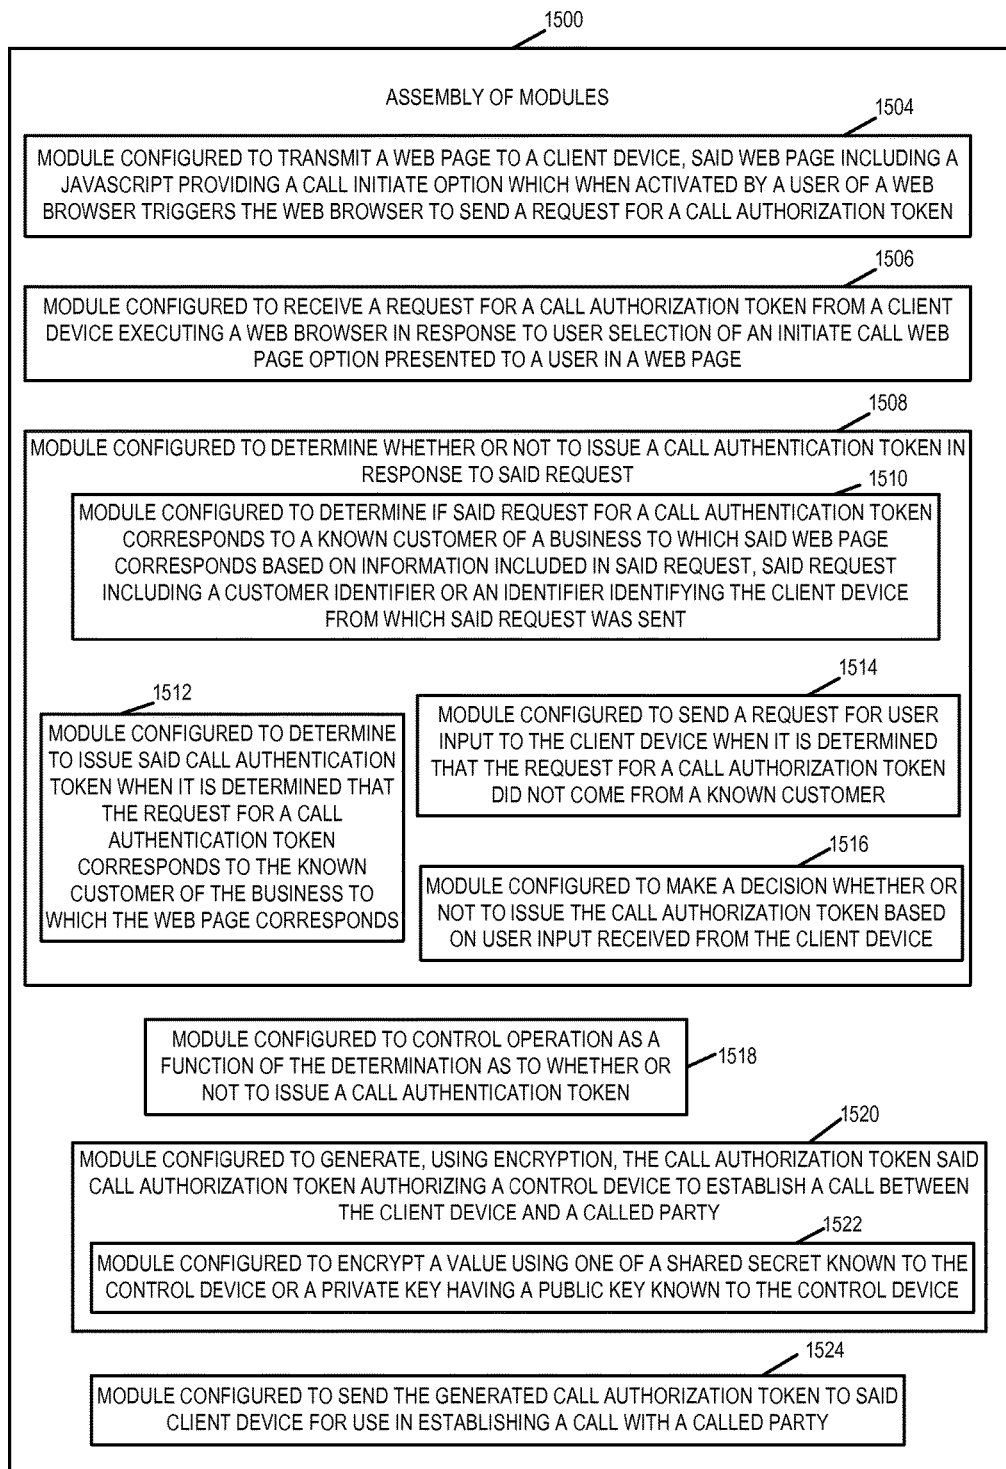 1500
ASSEMBLY OF MODULES
1504
MODULE CONFIGURED TO TRANSMIT A WEB PAGE TO A CLIENT DEVICE, SAID WEB PAGE INCLUDING A
JAVASCRIPT PROVIDING A CALL INITIATE OPTION WHICH WHEN ACTIVATED BY A USER OF A WEB
BROWSER TRIGGERS THE WEB BROWSER TO SEND A REQUEST FOR A CALL AUTHORIZATION TOKEN
1506
MODULE CONFIGURED TO RECEIVE A REQUEST FOR A CALL AUTHORIZATION TOKEN FROM A CLIENT
DEVICE EXECUTING A WEB BROWSER IN RESPONSE TO USER SELECTION OF AN INITIATE CALL WEB
PAGE OPTION PRESENTED TO A USER IN A WEB PAGE
1508
MODULE CONFIGURED TO DETERMINE WHETHER OR NOT TO ISSUE A CALL AUTHENTICATION TOKEN IN
RESPONSE TO SAID REQUEST
1510
MODULE CONFIGURED TO DETERMINE IF SAID REQUEST FOR A CALL AUTHENTICATION TOKEN
CORRESPONDS TO A KNOWN CUSTOMER OF A BUSINESS TO WHICH SAID WEB PAGE
CORRESPONDS BASED ON INFORMATION INCLUDED IN SAID REQUEST, SAID REQUEST
INCLUDING A CUSTOMER IDENTIFIER OR AN IDENTIFIER IDENTIFYING THE CLIENT DEVICE
FROM WHICH SAID REQUEST WAS SENT
1512
MODULE CONFIGURED TO DETERMINE
TO ISSUE SAID CALL AUTHENTICATION
TOKEN WHEN IT IS DETERMINED THAT
THE REQUEST FOR A CALL
AUTHENTICATION TOKEN
CORRESPONDS TO THE KNOWN
CUSTOMER OF THE BUSINESS TO
WHICH THE WEB PAGE CORRESPONDS
1514
MODULE CONFIGURED TO SEND A REQUEST FOR USER
INPUT TO THE CLIENT DEVICE WHEN IT IS DETERMINED
THAT THE REQUEST FOR A CALL AUTHORIZATION TOKEN
DID NOT COME FROM A KNOWN CUSTOMER
1516
MODULE CONFIGURED TO MAKE A DECISION WHETHER OR
NOT TO ISSUE THE CALL AUTHORIZATION TOKEN BASED
ON USER INPUT RECEIVED FROM THE CLIENT DEVICE
MODULE CONFIGURED TO CONTROL OPERATION AS A
FUNCTION OF THE DETERMINATION AS TO WHETHER OR
NOT TO ISSUE A CALL AUTHENTICATION TOKEN
1518
1520
MODULE CONFIGURED TO GENERATE, USING ENCRYPTION, THE CALL AUTHORIZATION TOKEN SAID
CALL AUTHORIZATION TOKEN AUTHORIZING A CONTROL DEVICE TO ESTABLISH A CALL BETWEEN
THE CLIENT DEVICE AND A CALLED PARTY
1522
MODULE CONFIGURED TO ENCRYPT A VALUE USING ONE OF A SHARED SECRET KNOWN TO THE
CONTROL DEVICE OR A PRIVATE KEY HAVING A PUBLIC KEY KNOWN TO THE CONTROL DEVICE
1524
MODULE CONFIGURED TO SEND THE GENERATED CALL AUTHORIZATION TOKEN TO SAID
CLIENT DEVICE FOR USE IN ESTABLISHING A CALL WITH A CALLED PARTY